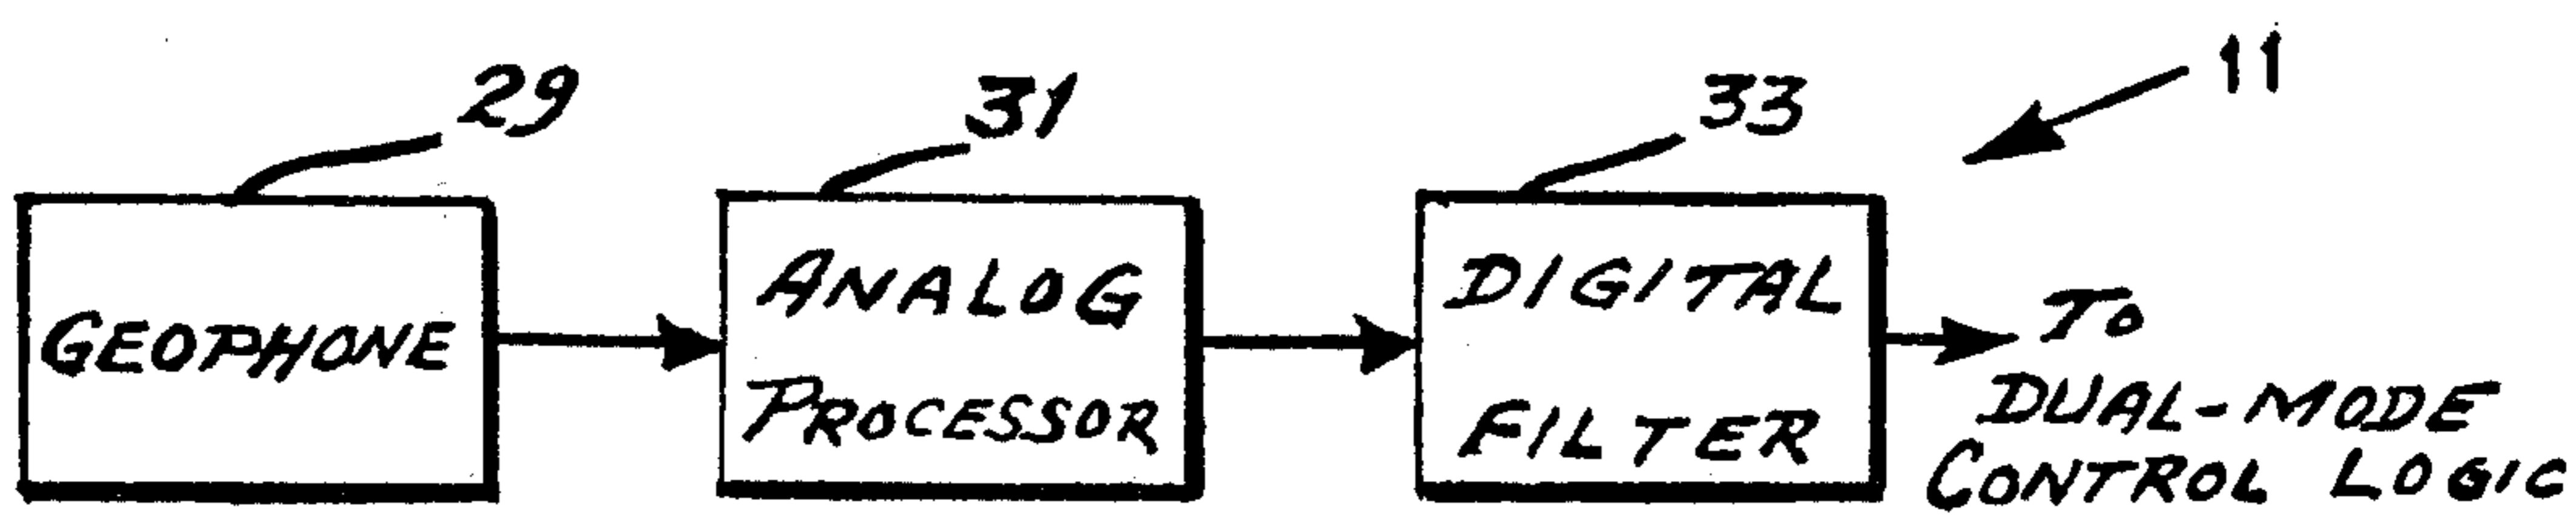 29
31
33
11
GEOPHONE
ANALOG
PROCESSOR
DIGITAL
FILTER
TO
DUAL-MODE
CONTROL LOGIC